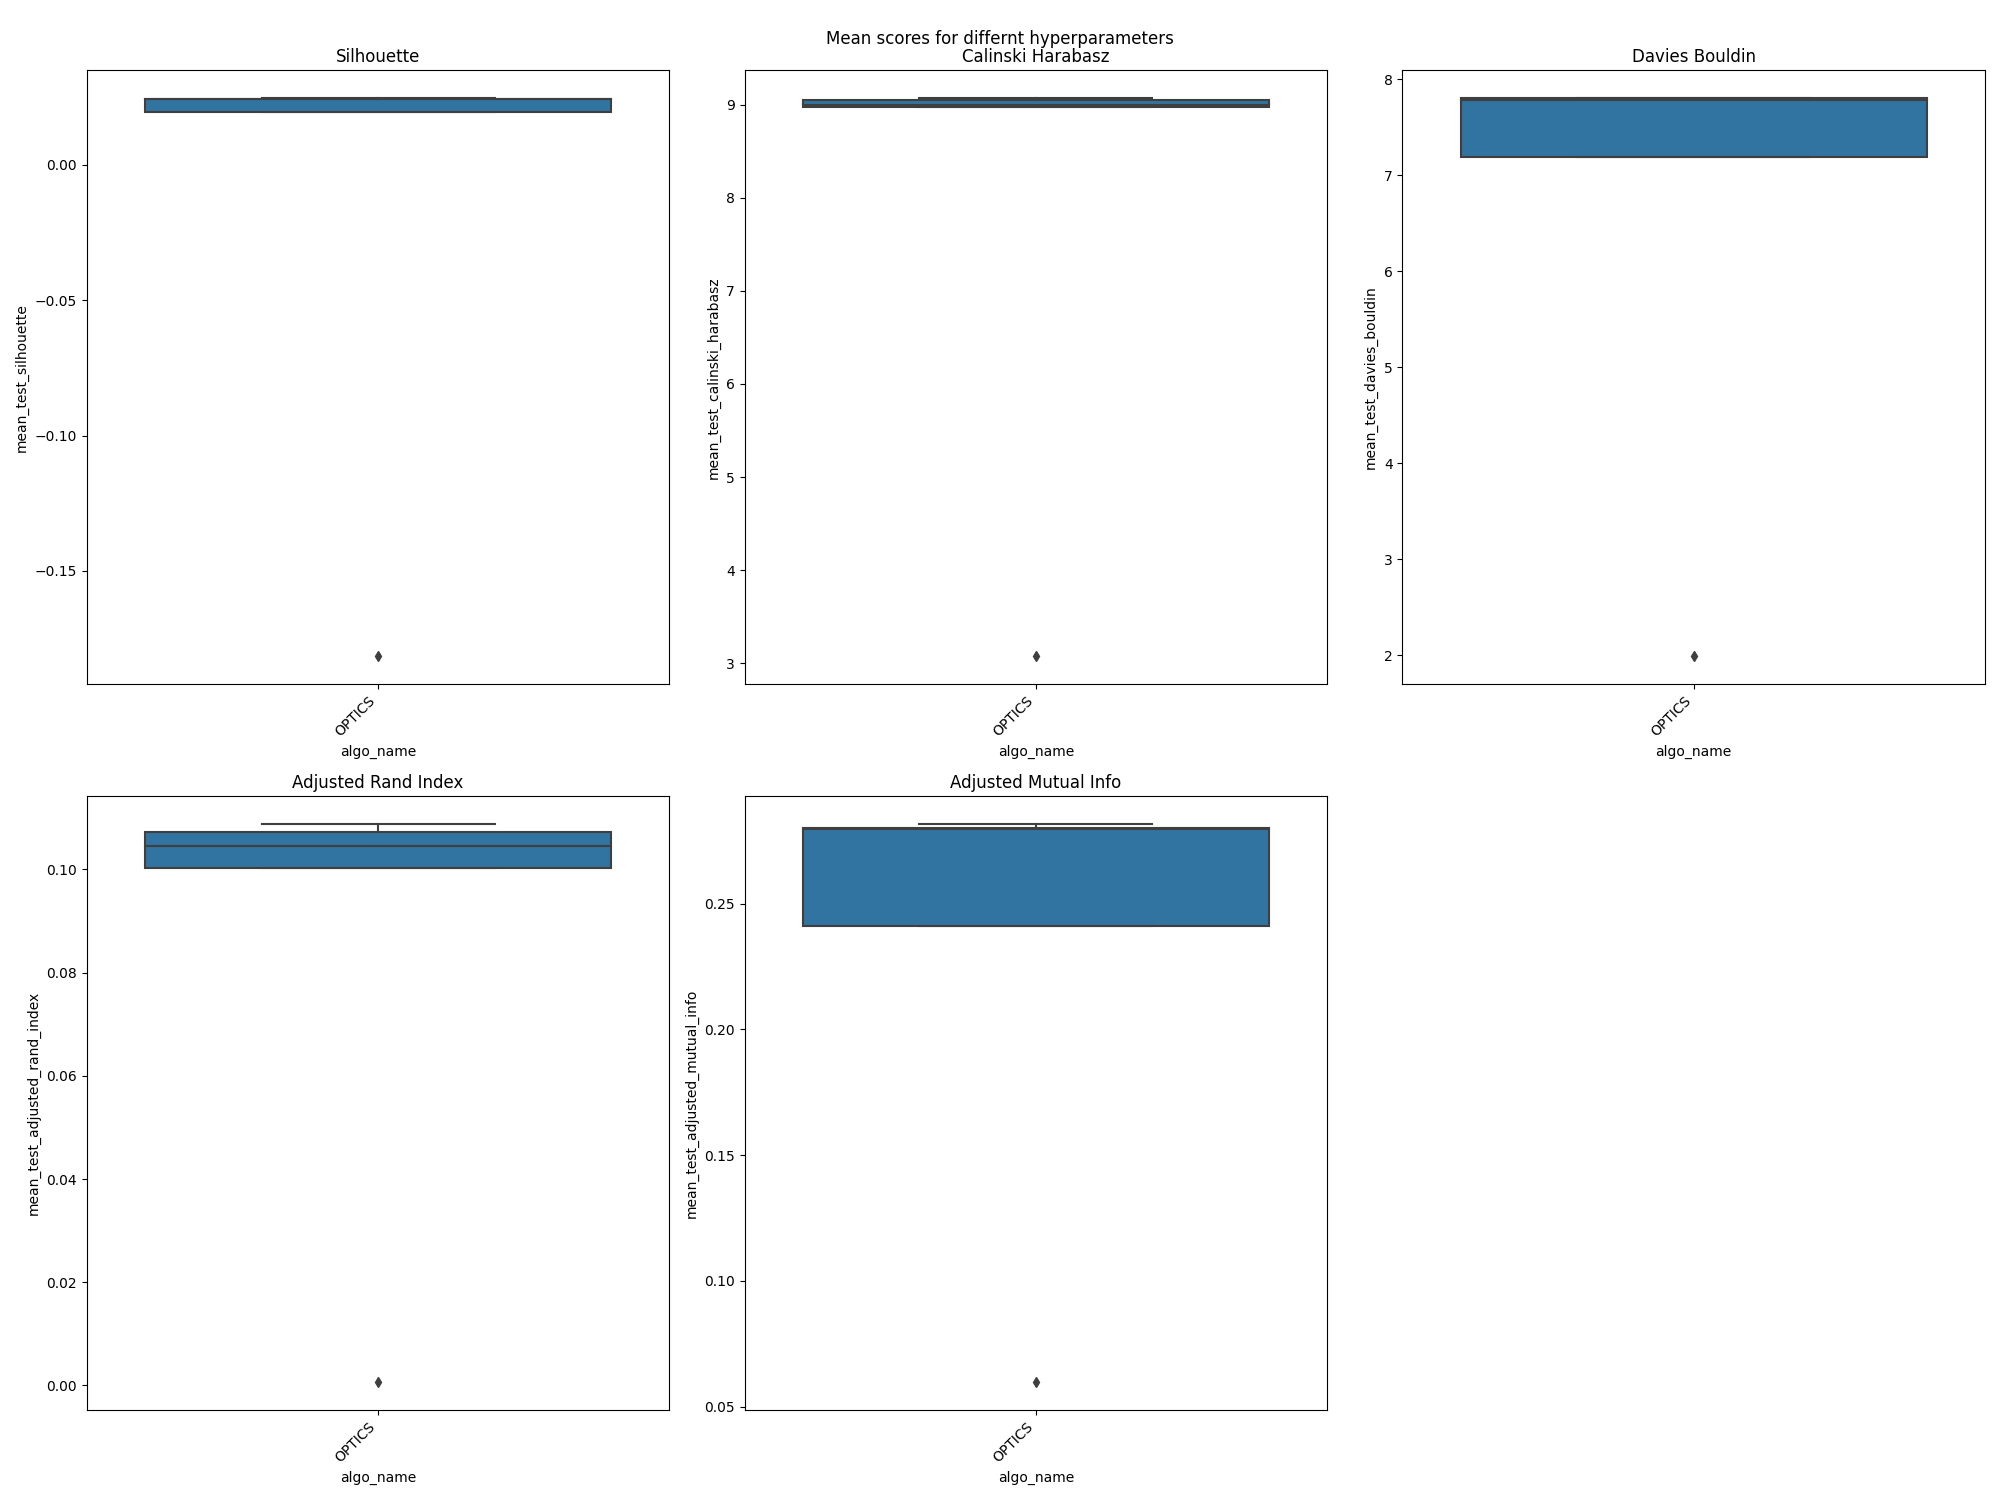 Mean scores for differnt hyperparameters
Silhouette
0.00
−0.05
−0.10
−0.15
mean_test_silhouette
OPTICS
algo_name
Calinski Harabasz
9
8
7
6
5
4
3
mean_test_calinski_harabasz
OPTICS
algo_name
Davies Bouldin
8
7
6
5
4
3
2
mean_test_davies_bouldin
OPTICS
algo_name
Adjusted Rand Index
0.10
0.08
0.06
0.04
0.02
0.00
mean_test_adjusted_rand_index
OPTICS
algo_name
Adjusted Mutual Info
0.25
0.20
0.15
0.10
0.05
mean_test_adjusted_mutual_info
OPTICS
algo_name